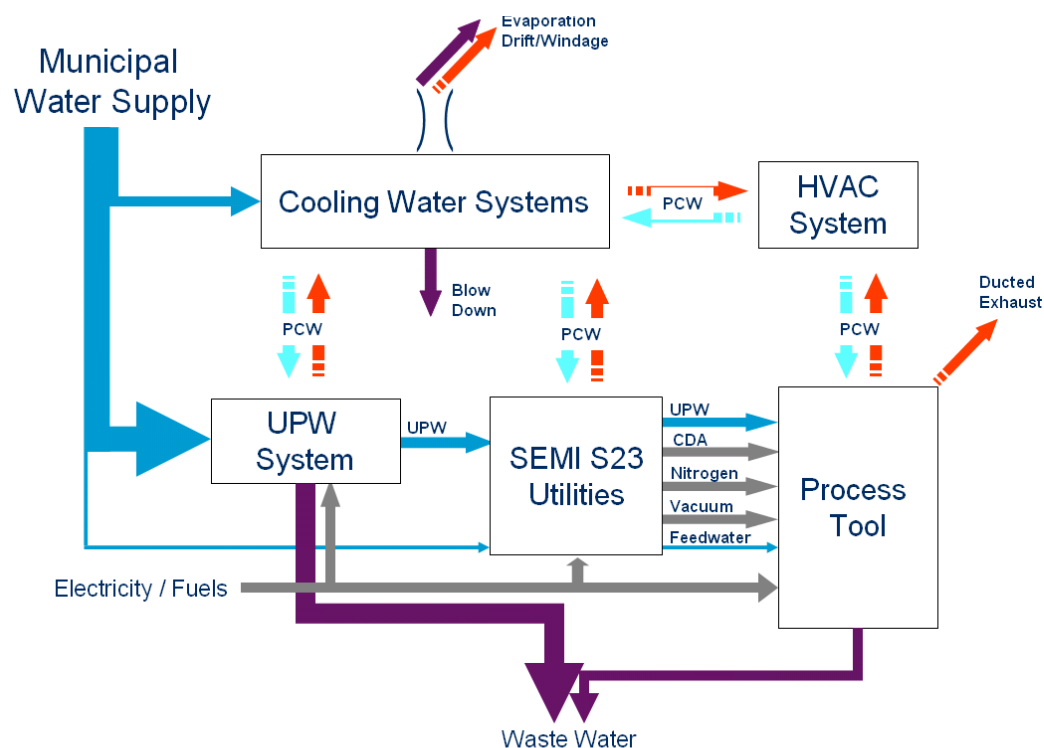 Evaporation
Drift/Windage
Municipal
Water Supply
Cooling Water Systems
PCW
HVAC
System
Blow
Down
Ducted
Exhaust
PCW
PCW
PCW
UPW
System
UPW
SEMI S23
Utilities
UPW
CDA
Nitrogen
Vacuum
Feedwater
Process
Tool
Electricity / Fuels
Waste Water